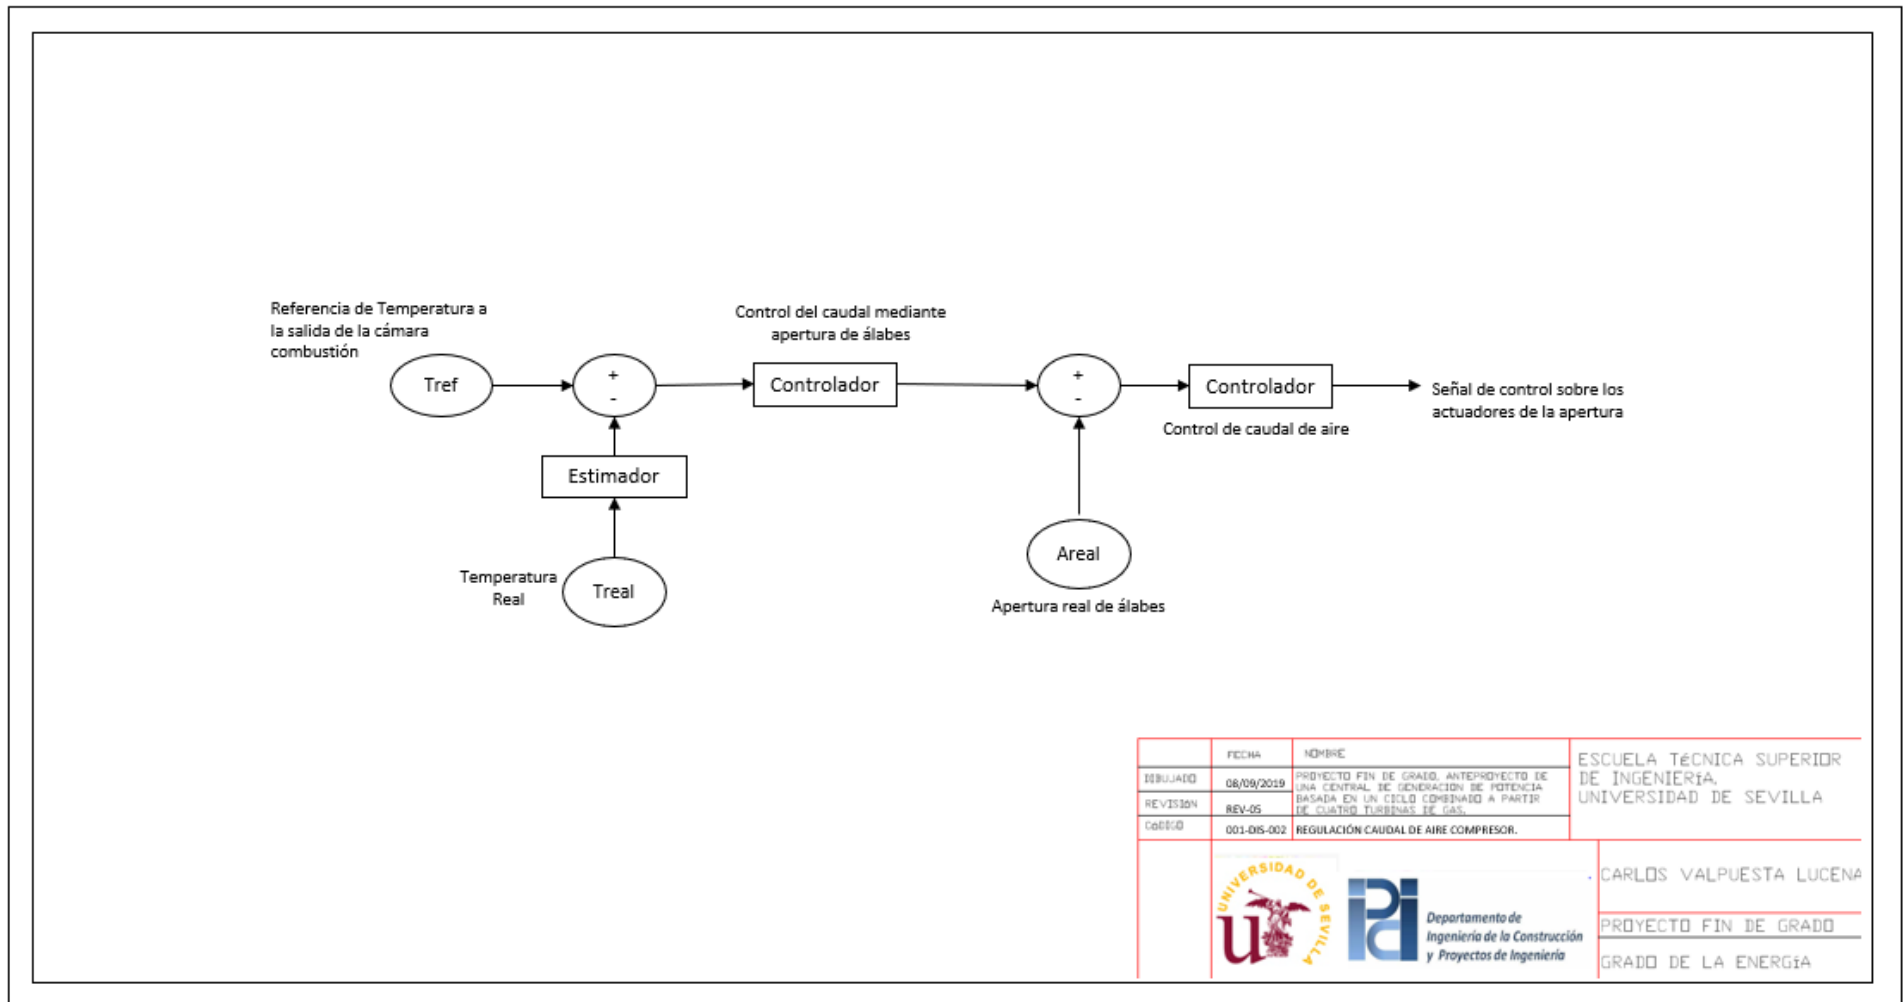 Referencia de Temperatura a
la salida de la cámara
combustión
Control del caudal mediante
apertura de álabes
Tref
+
-
Controlador
+
-
Controlador
Señal de control sobre los
actuadores de la apertura
Control de caudal de aire
Estimador
Areal
Temperatura
Real
Treal
Apertura real de álabes
FECHA
NOMBRE
DIBUJADO
08/09/2019
PROYECTO FIN DE GRADO. ANTEPROYECTO DE
UNA CENTRAL DE GENERACIÓN DE POTENCIA
BASADA EN UN CICLO COMBINADO A PARTIR
DE CUATRO TURBINAS DE GAS.
REVISIóN
REV-05
CóDIGO
001-DIS-002
REGULACIÓN CAUDAL DE AIRE COMPRESOR.
ESCUELA TéCNICA SUPERIOR
DE INGENIERíA.
UNIVERSIDAD DE SEVILLA
UNIVERSIDAD DE SEVILLA
Departamento de
Ingeniería de la Construcción
y Proyectos de Ingeniería
CARLOS VALPUESTA LUCENA
PROYECTO FIN DE GRADO
GRADO DE LA ENERGíA